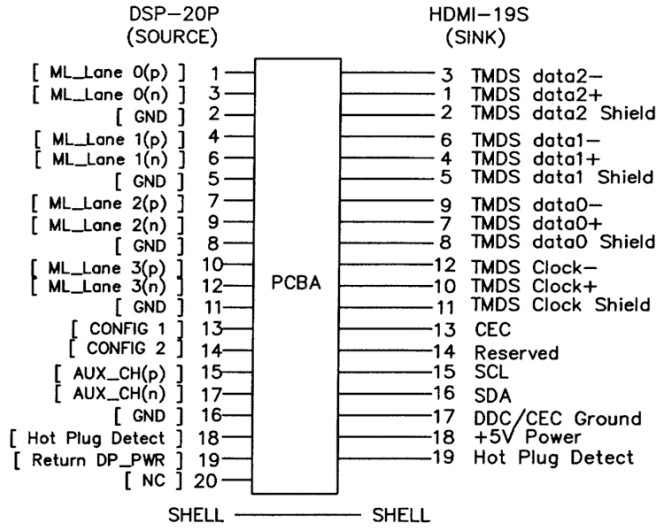 DSP-20P HDMI-19S
(SOURCE) (SINK)
[ ML_Lane 0(p) ] 1 3 TMDS data2-
[ ML_Lane 0(n) ] 3 1 TMDS data2+
[ GND ] 2 2 TMDS data2 Shield
[ ML_Lane 1(p) ] 4 6 TMDS data1-
[ ML_Lane 1(n) ] 6 4 TMDS data1+
[ GND ] 5 5 TMDS data1 Shield
[ ML_Lane 2(p) ] 7 9 TMDS data0-
[ ML_Lane 2(n) ] 9 7 TMDS data0+
[ GND ] 8 8 TMDS data0 Shield
[ ML_Lane 3(p) ] 10 12 TMDS Clock-
[ ML_Lane 3(n) ] 12 PCBA 10 TMDS Clock+
[ GND ] 11 11 TMDS Clock Shield
[ CONFIG 1 ] 13 13 CEC
[ CONFIG 2 ] 14 14 Reserved
[ AUX_CH(p) ] 15 15 SCL
[ AUX_CH(n) ] 17 16 SDA
[ GND ] 16 17 DDC/CEC Ground
[ Hot Plug Detect ] 18 18 +5V Power
[ Return DP_PWR ] 19 19 Hot Plug Detect
[ NC ] 20
SHELL SHELL